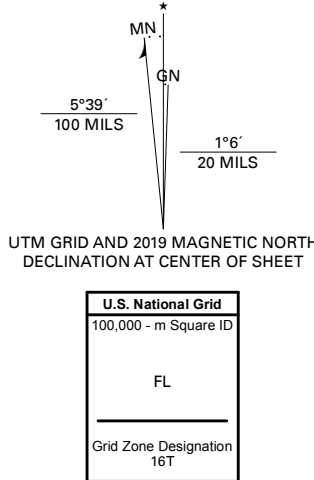 ★
MN
GN
5°39´
100 MILS
1°6´
20 MILS
UTM GRID AND 2019 MAGNETIC NORTH
DECLINATION AT CENTER OF SHEET
U.S. National Grid
100,000 - m Square ID
FL
Grid Zone Designation
16T